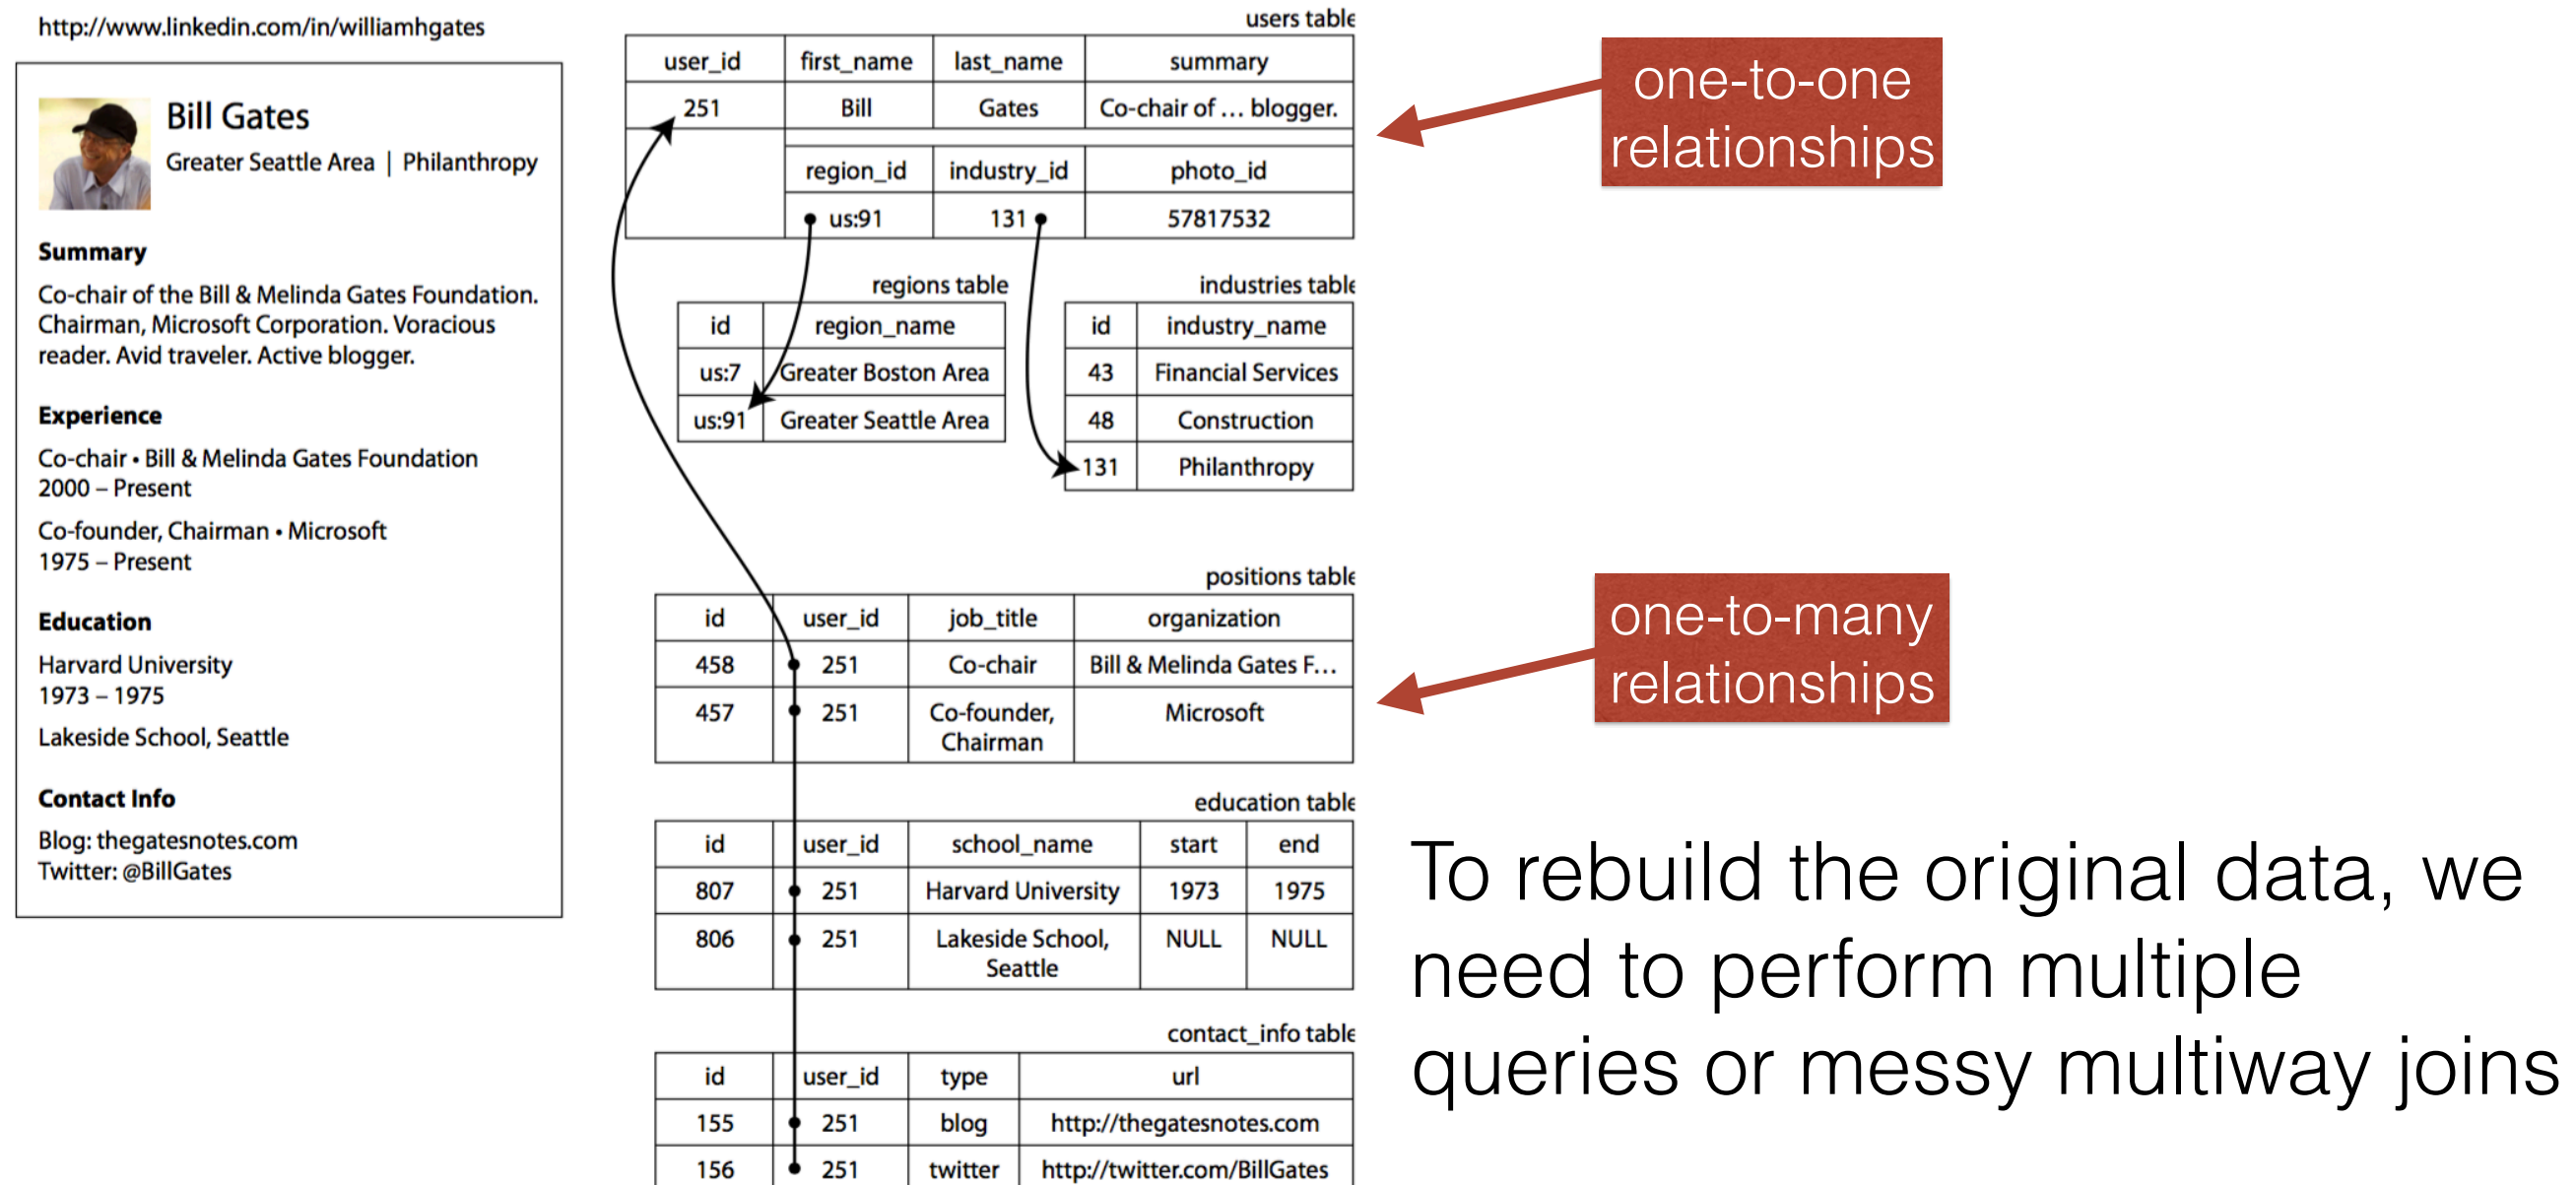 http://www.linkedin.com/in/williamhgates
Bill Gates
Greater Seattle Area | Philanthropy
Summary
Co-chair of the Bill & Melinda Gates Foundation.
Chairman, Microsoft Corporation. Voracious
reader. Avid traveler. Active blogger.
Experience
Co-chair • Bill & Melinda Gates Foundation
2000 – Present
Co-founder, Chairman • Microsoft
1975 – Present
Education
Harvard University
1973 – 1975
Lakeside School, Seattle
Contact Info
Blog: thegatesnotes.com
Twitter: @BillGates
users table
user_id first_name last_name summary
251 Bill Gates Co-chair of … blogger.
region_id industry_id photo_id
us:91 131 57817532
regions table
id region_name
us:7 Greater Boston Area
us:91 Greater Seattle Area
industries table
id industry_name
43 Financial Services
48 Construction
131 Philanthropy
positions table
id user_id job_title organization
458 251 Co-chair Bill & Melinda Gates F…
457 251 Co-founder, Microsoft
Chairman
education table
id user_id school_name start end
807 251 Harvard University 1973 1975
806 251 Lakeside School, NULL NULL
Seattle
contact_info table
id user_id type url
155 251 blog http://thegatesnotes.com
156 251 twitter http://twitter.com/BillGates
one-to-one
relationships
one-to-many
relationships
To rebuild the original data, we
need to perform multiple
queries or messy multiway joins